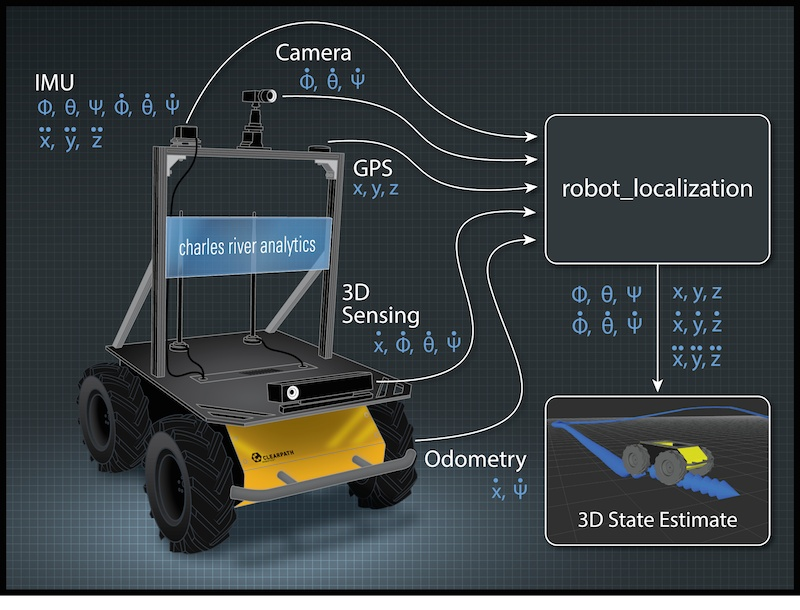 Camera
Φ̇, θ̇, Ψ̇
IMU
Φ, θ, Ψ, Φ̇, θ̇, Ψ̇
ẍ, ÿ, z̈
GPS
x, y, z
robot_localization
charles river analytics
3D
Sensing
ẋ, Φ̇, θ̇, Ψ̇
Φ, θ, Ψ x, y, z
Φ̇, θ̇, Ψ̇ ẋ, ẏ, ż
ẍ, ÿ, z̈
CLEARPATH
Odometry
ẋ, Ψ̇
3D State Estimate